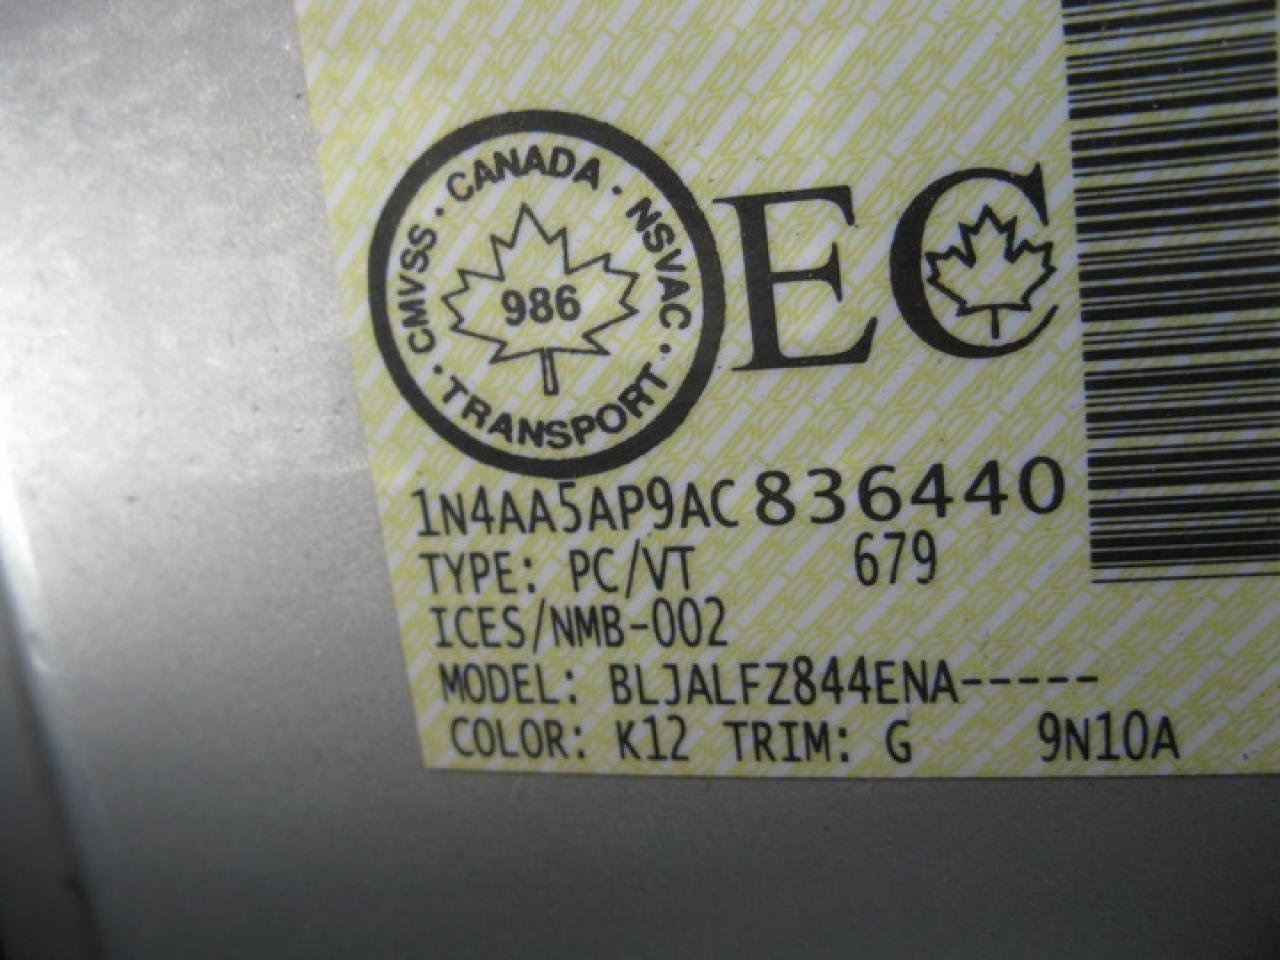 CMVSS · CANADA · NSVAC · TRANSPORT ·
986
EC
1N4AA5AP9AC836440
TYPE: PC/VT 679
ICES/NMB-002
MODEL: BLJALFZ844ENA-----
COLOR: K12 TRIM: G 9N10A